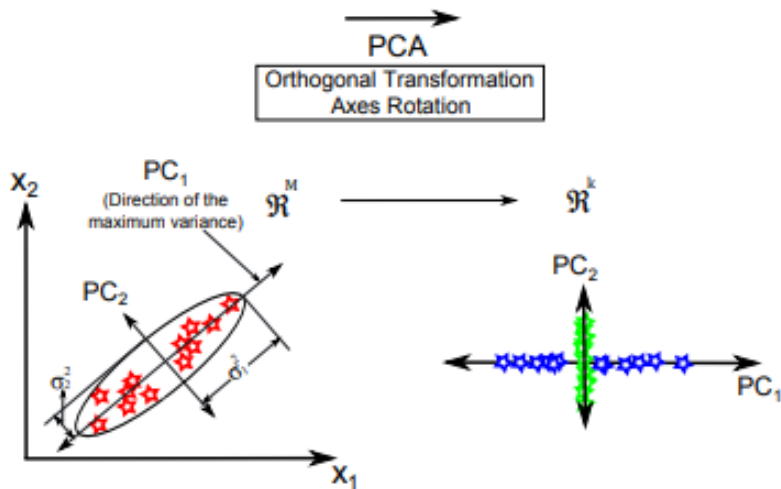 PCA
Orthogonal Transformation
Axes Rotation
PC₁
(Direction of the
maximum variance)
ℜᴹ
ℜᵏ
X₂
PC₂
σ₂²
σ₁²
X₁
PC₂
PC₁